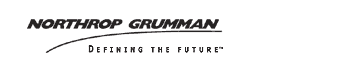 NORTHROP GRUMMAN
DEFINING THE FUTURE™